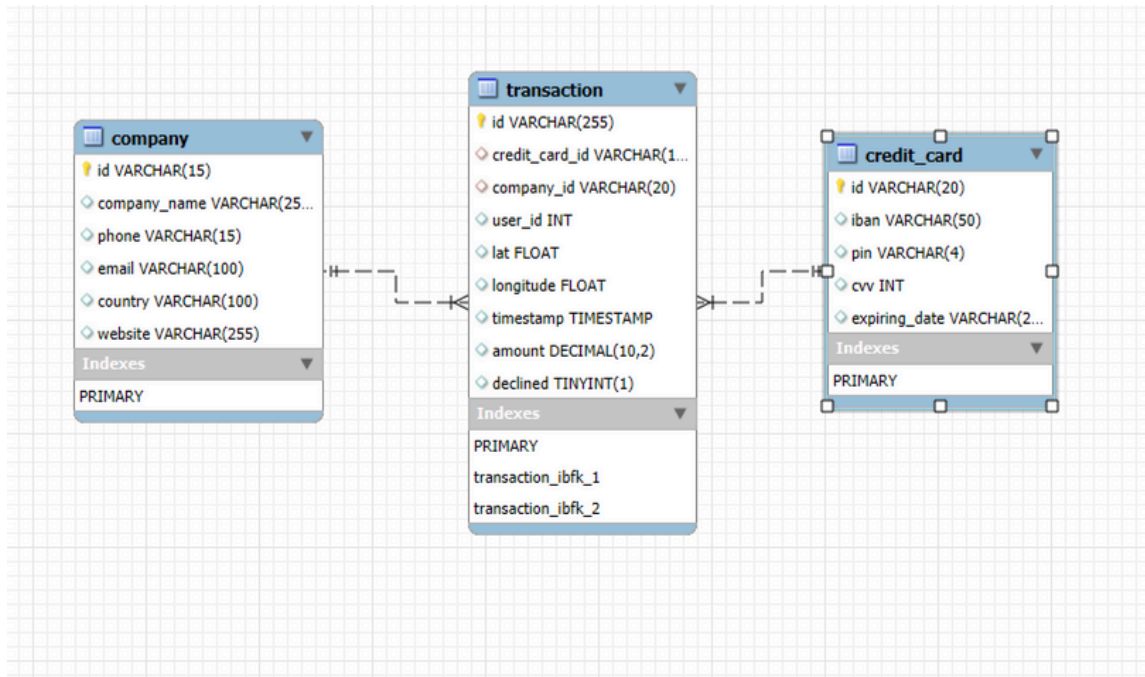 company
id VARCHAR(15)
company_name VARCHAR(25...
phone VARCHAR(15)
email VARCHAR(100)
country VARCHAR(100)
website VARCHAR(255)
Indexes
PRIMARY
transaction
id VARCHAR(255)
credit_card_id VARCHAR(1...
company_id VARCHAR(20)
user_id INT
lat FLOAT
longitude FLOAT
timestamp TIMESTAMP
amount DECIMAL(10,2)
declined TINYINT(1)
Indexes
PRIMARY
transaction_ibfk_1
transaction_ibfk_2
credit_card
id VARCHAR(20)
iban VARCHAR(50)
pin VARCHAR(4)
cvv INT
expiring_date VARCHAR(2...
Indexes
PRIMARY